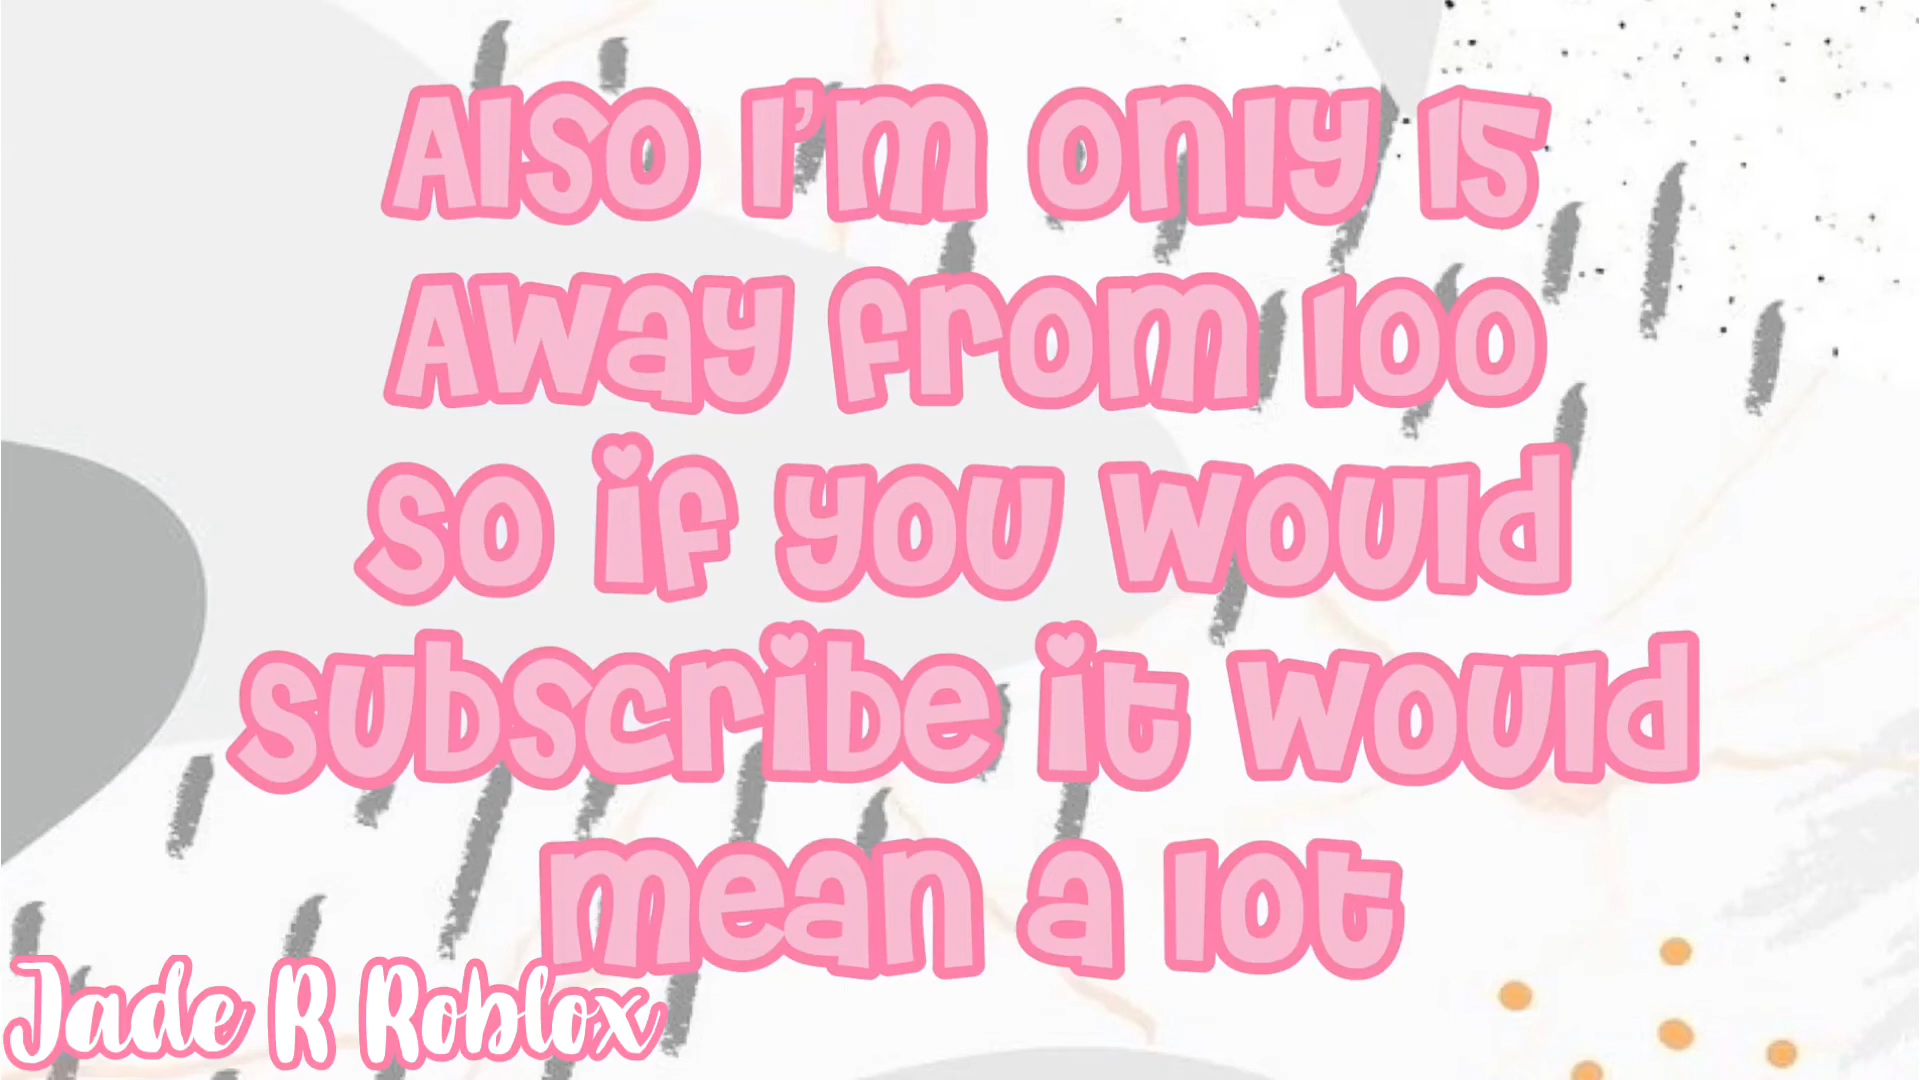 Also I'm only 15
Away from 100
so if you would
subscribe it would
mean a lot
Jade R Roblox